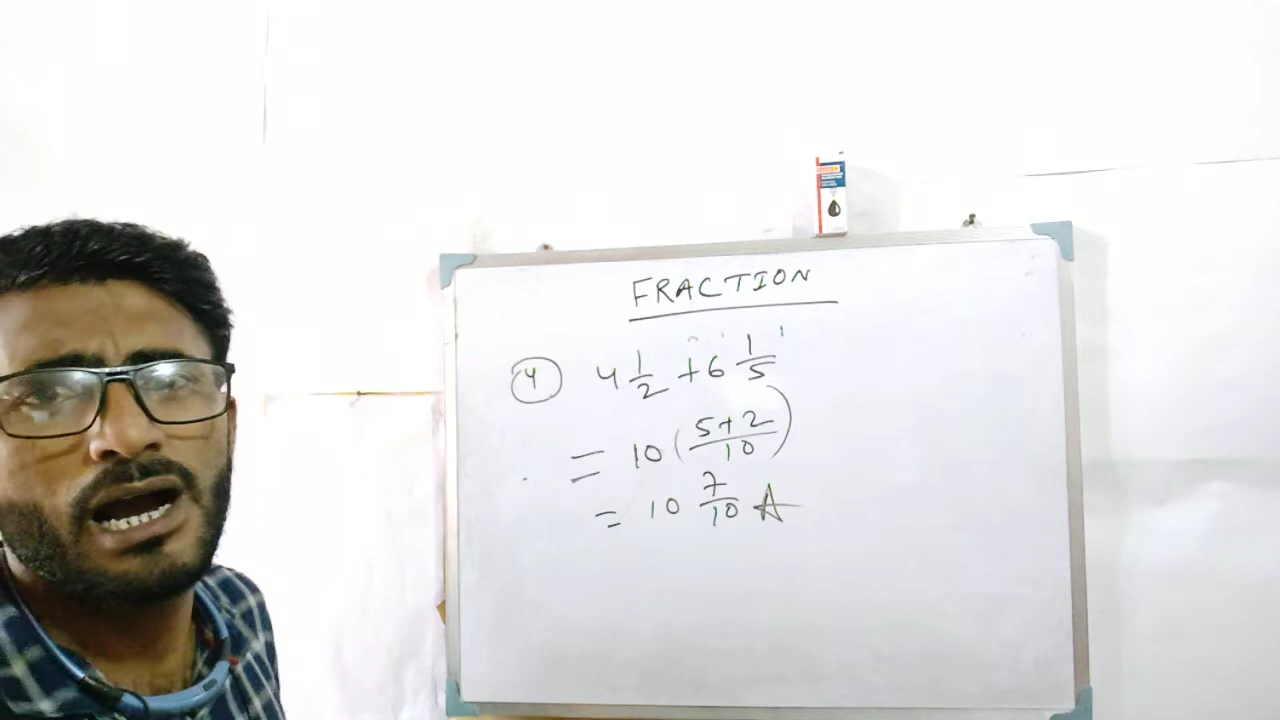 FRACTION
(4) 4 1/2 + 6 1/5
= 10 (5+2/10)
= 10 7/10 A